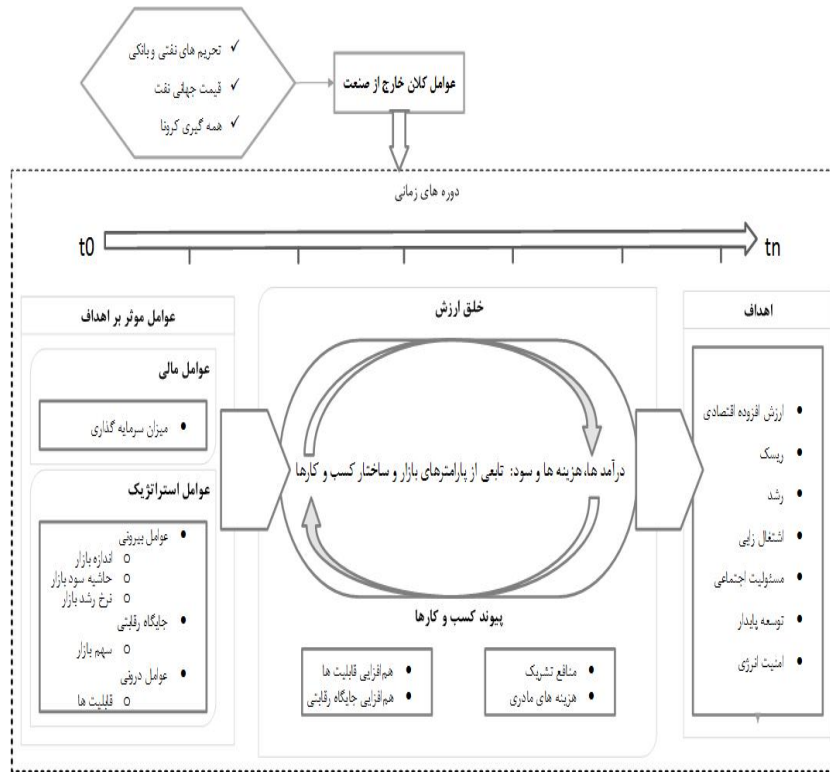 تحریم های نفتی و بانکی
قیمت جهانی نفت
همه گیری کرونا
عوامل کلان خارج از صنعت
دوره های زمانی
t0
tn
عوامل موثر بر اهداف
عوامل مالی
میزان سرمایه گذاری
عوامل استراتژیک
عوامل بیرونی
اندازه بازار
حاشیه سود بازار
نرخ رشد بازار
جایگاه رقابتی
سهم بازار
عوامل درونی
قابلیت ها
خلق ارزش
درآمد ها،هزینه ها و سود: تابعی از پارامترهای بازار و ساختار کسب و کارها
پیوند کسب و کارها
هم‌افزایی قابلیت ها
هم‌افزایی جایگاه رقابتی
منافع تشریک
هزینه های مادری
اهداف
ارزش افزوده اقتصادی
ریسک
رشد
اشتغال زایی
مسئولیت اجتماعی
توسعه پایدار
امنیت انرژی